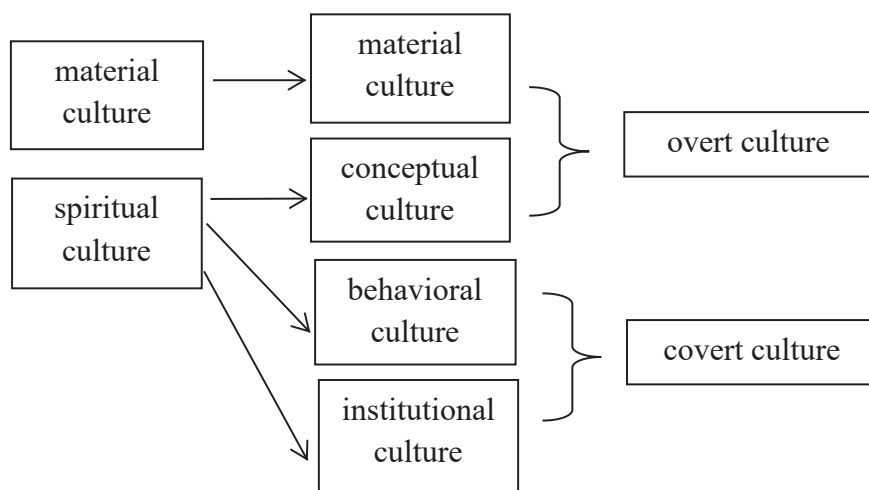 material
culture
spiritual
culture
material
culture
conceptual
culture
behavioral
culture
institutional
culture
overt culture
covert culture